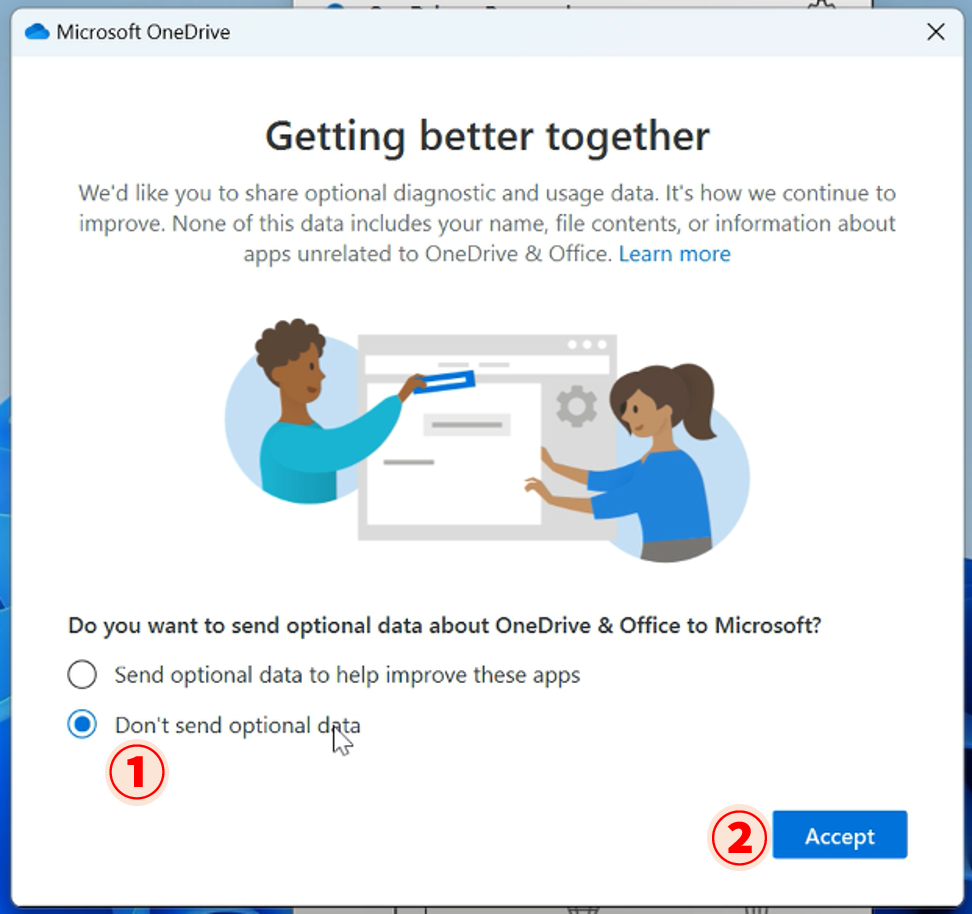 Microsoft OneDrive
Getting better together
We'd like you to share optional diagnostic and usage data. It's how we continue to
improve. None of this data includes your name, file contents, or information about
apps unrelated to OneDrive & Office. Learn more
Do you want to send optional data about OneDrive & Office to Microsoft?
Send optional data to help improve these apps
Don't send optional data
1
2 Accept